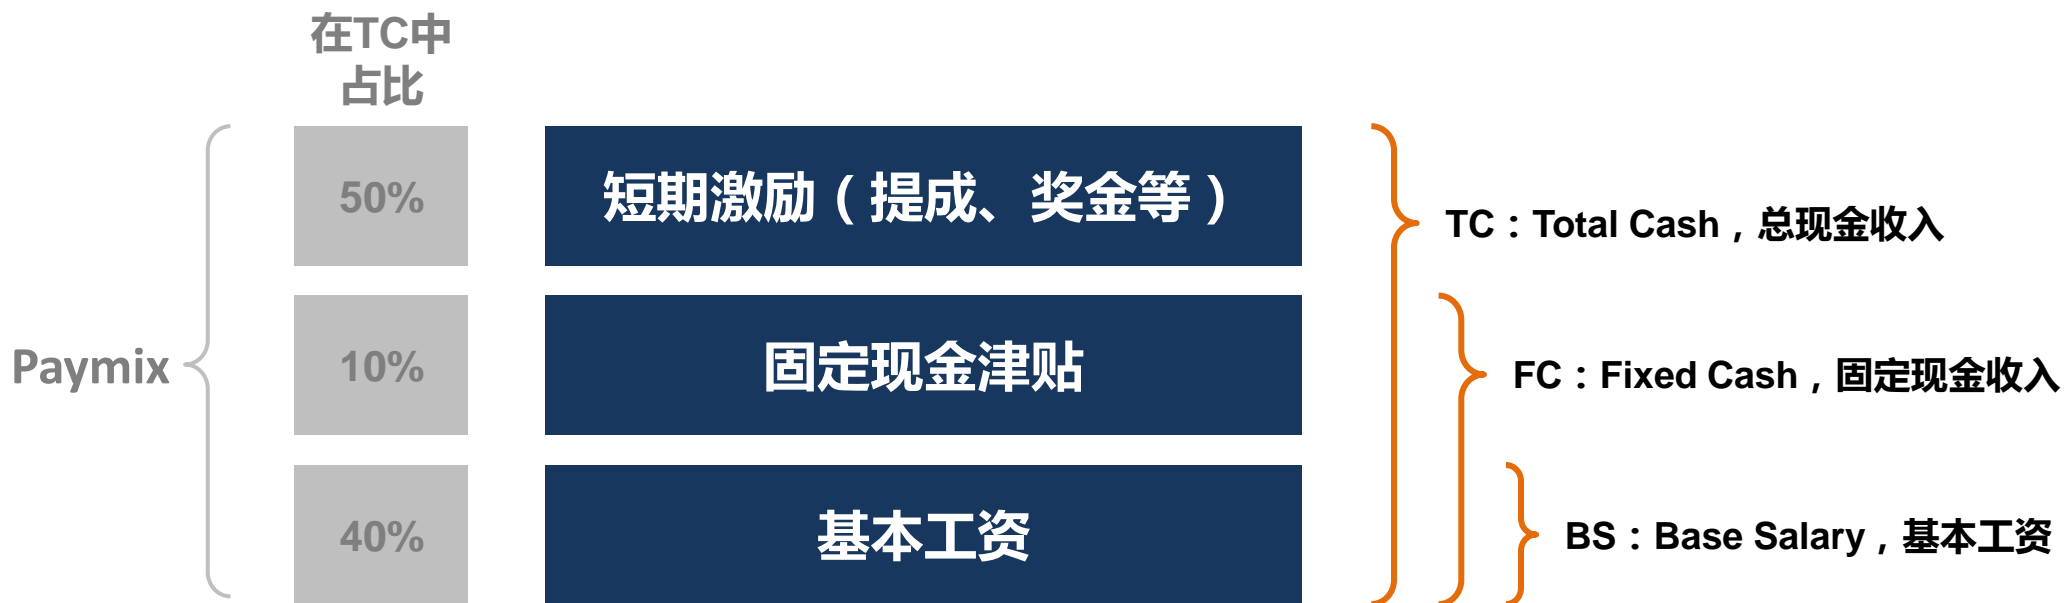 在TC中
占比
50%
短期激励（提成、奖金等）
TC：Total Cash，总现金收入
Paymix
10%
固定现金津贴
FC：Fixed Cash，固定现金收入
40%
基本工资
BS：Base Salary，基本工资